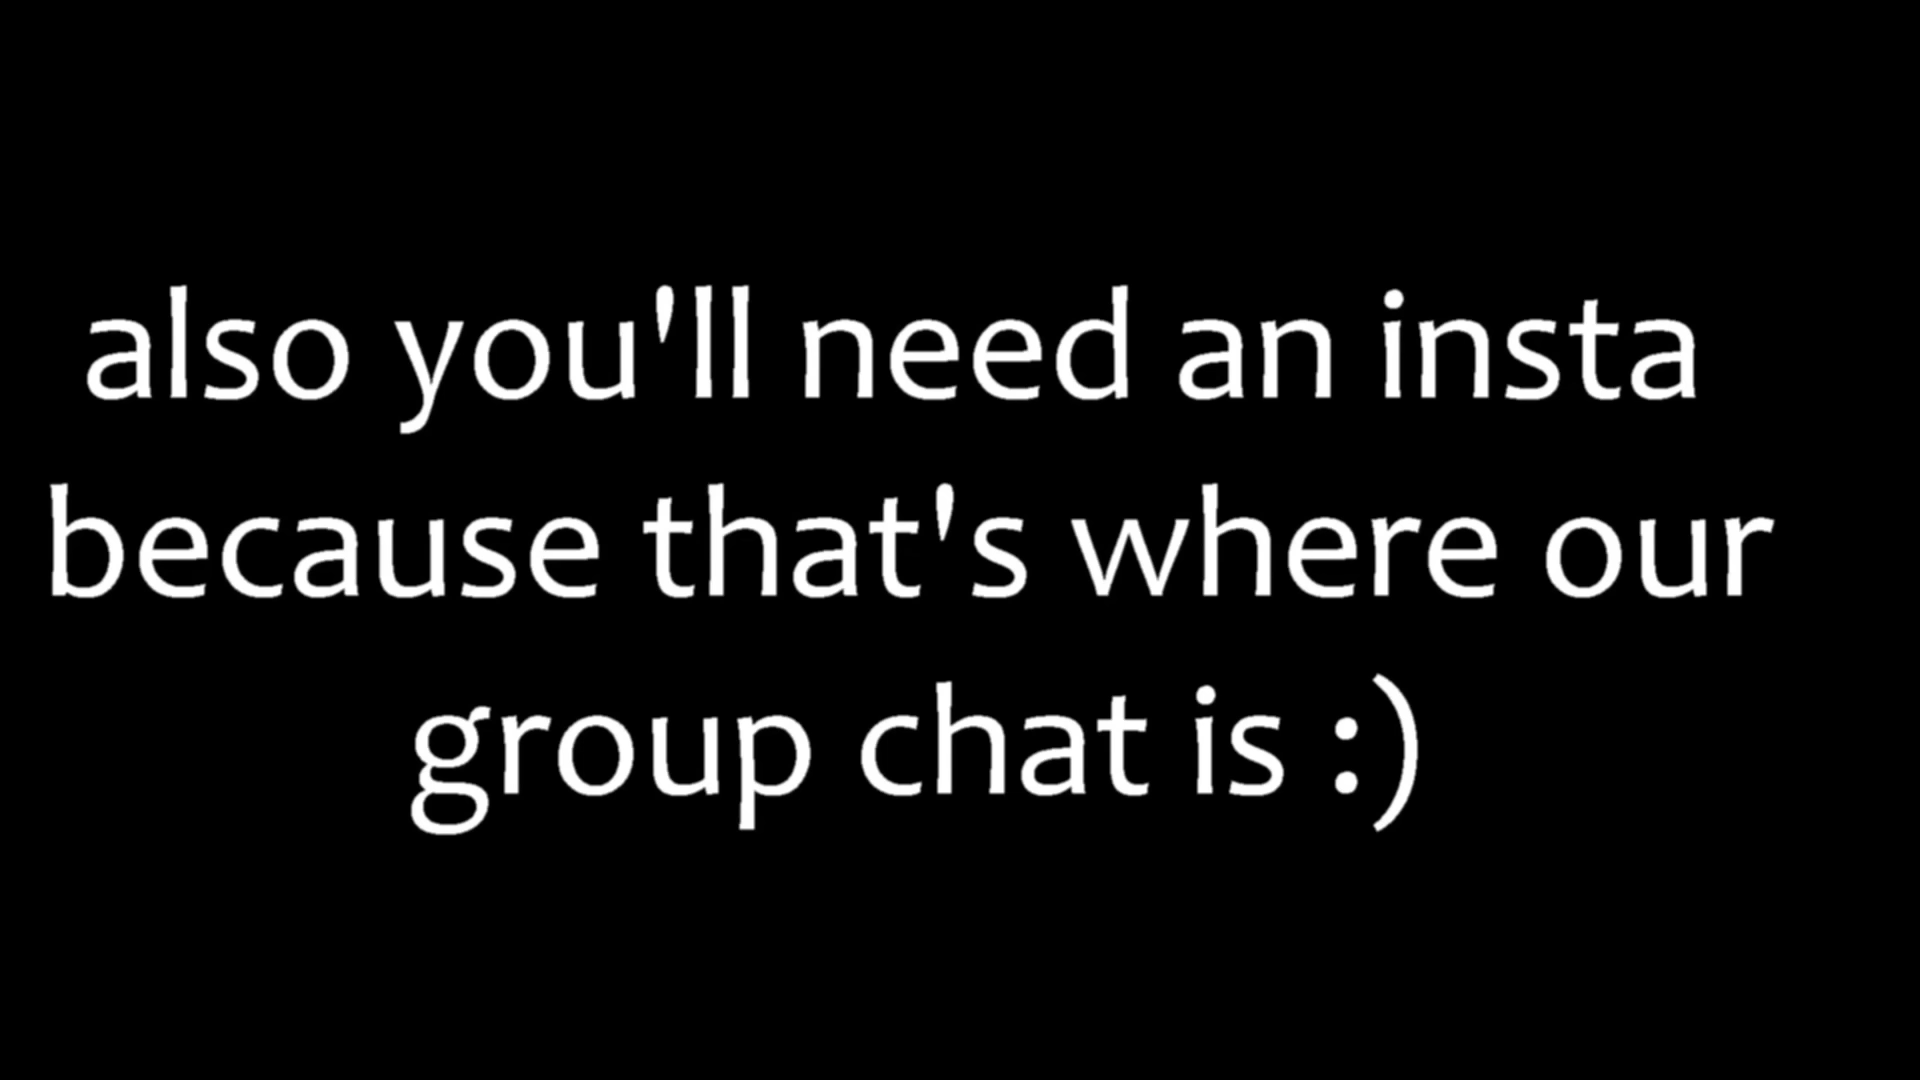 also you'll need an insta
because that's where our
group chat is :)